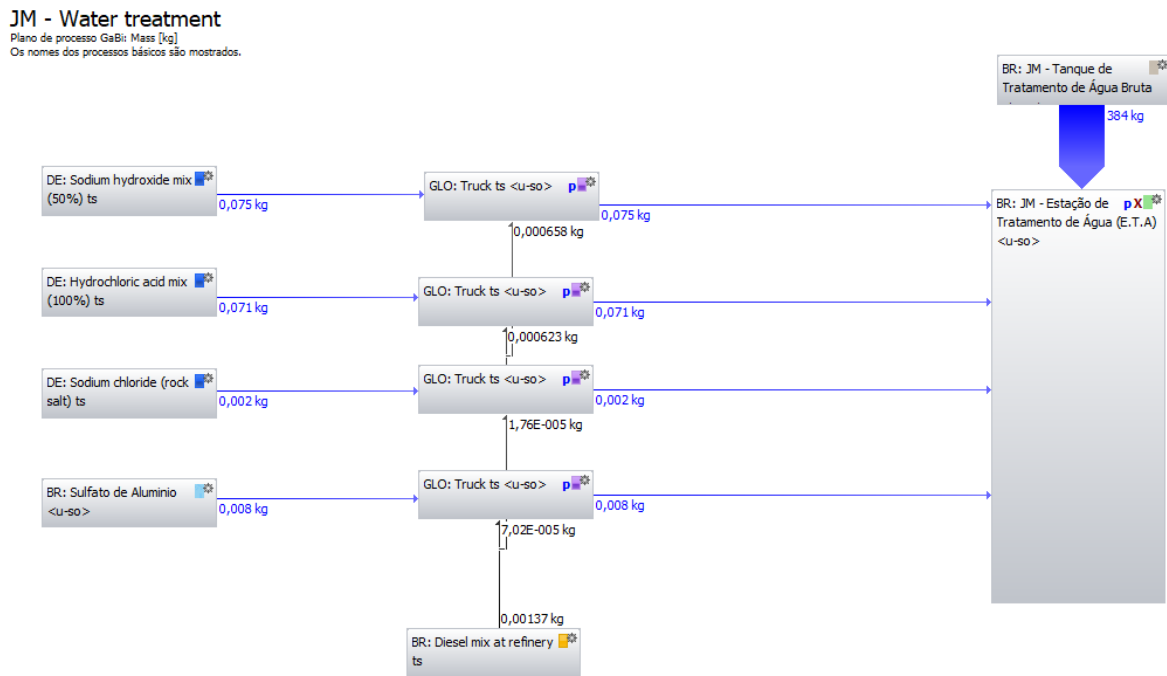 JM - Water treatment
Plano de processo GaBi: Mass [kg]
Os nomes dos processos básicos são mostrados.
BR: JM - Tanque de
Tratamento de Água Bruta
384 kg
DE: Sodium hydroxide mix
(50%) ts
0,075 kg
GLO: Truck ts <u-so>
p
0,075 kg
BR: JM - Estação de
Tratamento de Água (E.T.A)
<u-so>
pX
0,000658 kg
DE: Hydrochloric acid mix
(100%) ts
0,071 kg
GLO: Truck ts <u-so>
p
0,071 kg
0,000623 kg
DE: Sodium chloride (rock
salt) ts
0,002 kg
GLO: Truck ts <u-so>
p
0,002 kg
1,76E-005 kg
BR: Sulfato de Aluminio
<u-so>
0,008 kg
GLO: Truck ts <u-so>
p
0,008 kg
7,02E-005 kg
0,00137 kg
BR: Diesel mix at refinery
ts